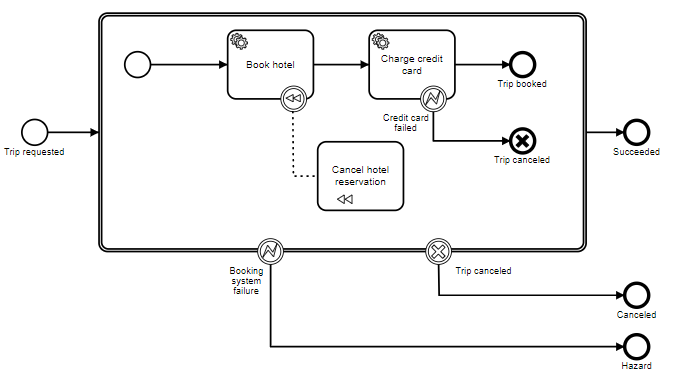 Book hotel
Charge credit
card
Trip booked
Credit card
failed
Trip requested
Trip canceled
Succeeded
Cancel hotel
reservation
Booking
system
failure
Trip canceled
Canceled
Hazard